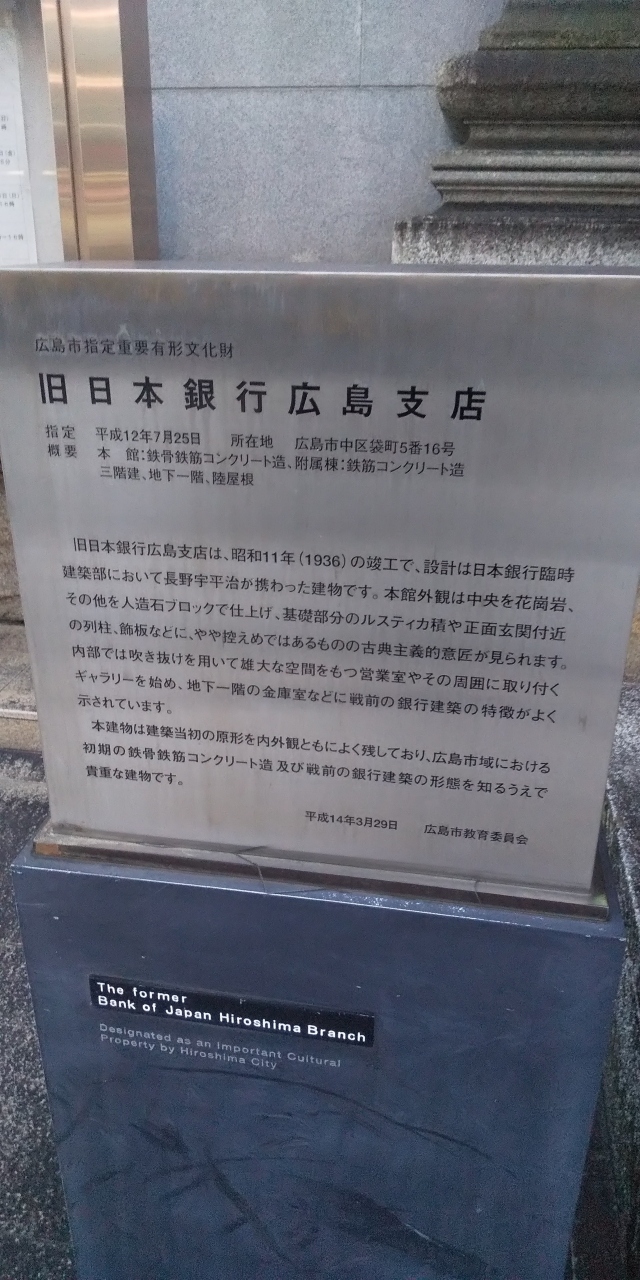 広島市指定重要有形文化財
旧日本銀行広島支店
指定 平成12年7月25日 所在地 広島市中区袋町5番16号
概要 本 館：鉄骨鉄筋コンクリート造、附属棟：鉄筋コンクリート造
三階建、地下一階、陸屋根
旧日本銀行広島支店は、昭和11年（1936）の竣工で、設計は日本銀行臨時
建築部において長野宇平治が携わった建物です。本館外観は中央を花崗岩、
その他を人造石ブロックで仕上げ、基礎部分のルスティカ積や正面玄関付近
の列柱、飾板などに、やや控えめではあるものの古典主義的意匠が見られます。
内部では吹き抜けを用いて雄大な空間をもつ営業室やその周囲に取り付く
ギャラリーを始め、地下一階の金庫室などに戦前の銀行建築の特徴がよく
示されています。
本建物は建築当初の原形を内外観ともによく残しており、広島市域における
初期の鉄骨鉄筋コンクリート造及び戦前の銀行建築の形態を知るうえで
貴重な建物です。
平成14年3月29日 広島市教育委員会
The former
Bank of Japan Hiroshima Branch
Designated as an Important Cultural
Property by Hiroshima City